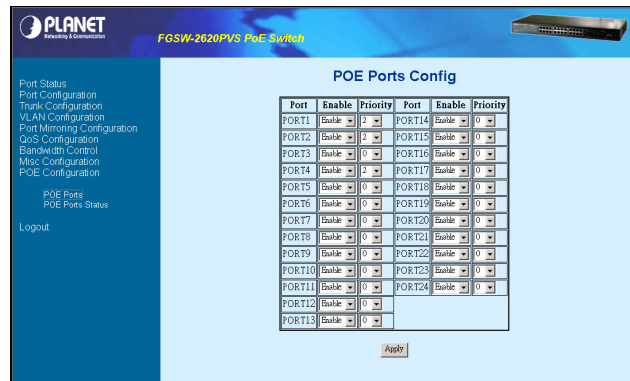 PLANET
Networking & Communication
FGSW-2620PVS PoE Switch
Port Status
Port Configuration
Trunk Configuration
VLAN Configuration
Port Mirroring Configuration
QoS Configuration
Bandwidth Control
Misc Configuration
POE Configuration
POE Ports
POE Ports Status
Logout
POE Ports Config
Port Enable Priority Port Enable Priority
PORT1 Enable 2 PORT14 Enable 0
PORT2 Enable 2 PORT15 Enable 0
PORT3 Enable 0 PORT16 Enable 0
PORT4 Enable 2 PORT17 Enable 0
PORT5 Enable 0 PORT18 Enable 0
PORT6 Enable 0 PORT19 Enable 0
PORT7 Enable 0 PORT20 Enable 0
PORT8 Enable 0 PORT21 Enable 0
PORT9 Enable 0 PORT22 Enable 0
PORT10 Enable 0 PORT23 Enable 0
PORT11 Enable 0 PORT24 Enable 0
PORT12 Enable 0
PORT13 Enable 0
Apply